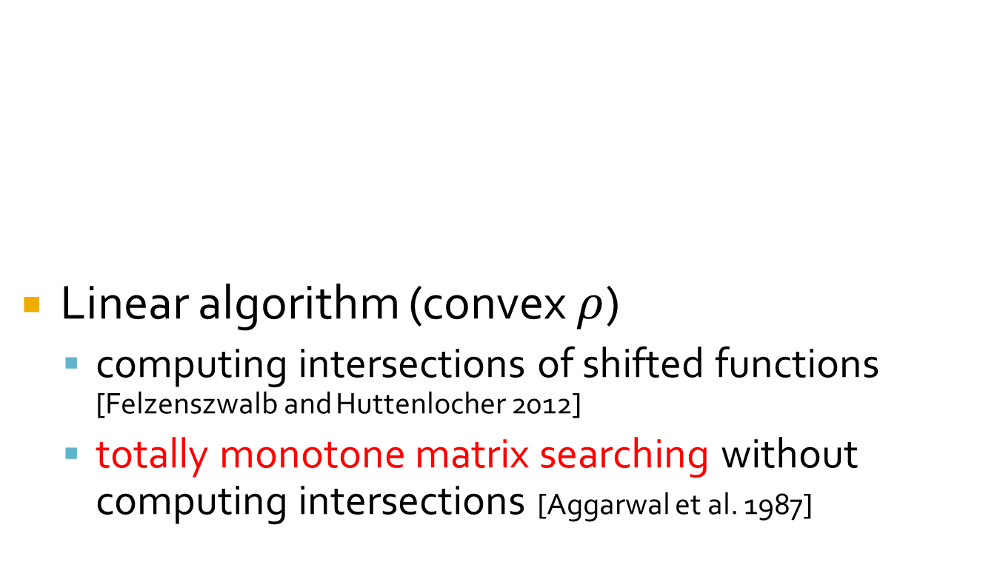 Linear algorithm (convex 𝜌)
computing intersections of shifted functions
[Felzenszwalb and Huttenlocher 2012]
totally monotone matrix searching without
computing intersections [Aggarwal et al. 1987]